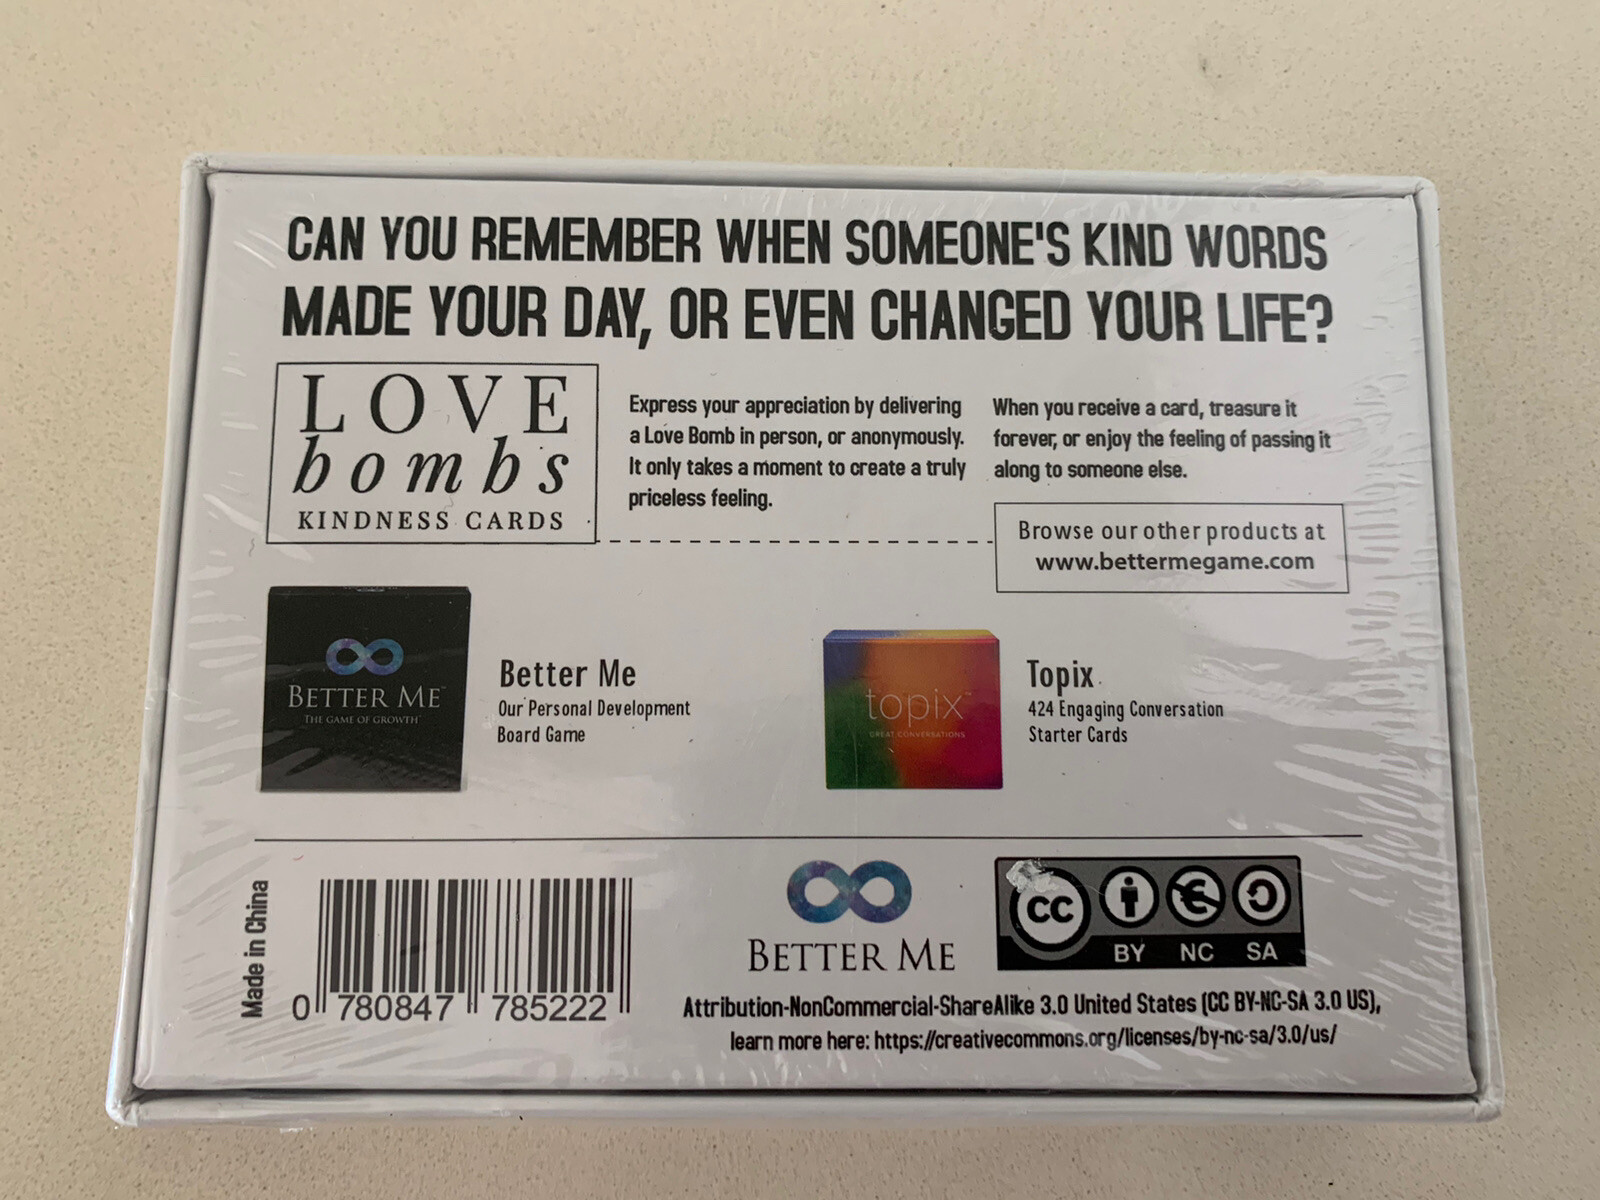 CAN YOU REMEMBER WHEN SOMEONE'S KIND WORDS
MADE YOUR DAY, OR EVEN CHANGED YOUR LIFE?
LOVE
bombs
KINDNESS CARDS
Express your appreciation by delivering
a Love Bomb in person, or anonymously.
It only takes a moment to create a truly
priceless feeling.
When you receive a card, treasure it
forever, or enjoy the feeling of passing it
along to someone else.
Browse our other products at
www.bettermegame.com
BETTER ME™
THE GAME OF GROWTH™
Better Me
Our Personal Development
Board Game
topix™
GREAT CONVERSATIONS
Topix
424 Engaging Conversation
Starter Cards
Made in China
0 780847 785222
BETTER ME
cc
BY NC SA
Attribution-NonCommercial-ShareAlike 3.0 United States (CC BY-NC-SA 3.0 US),
learn more here: https://creativecommons.org/licenses/by-nc-sa/3.0/us/